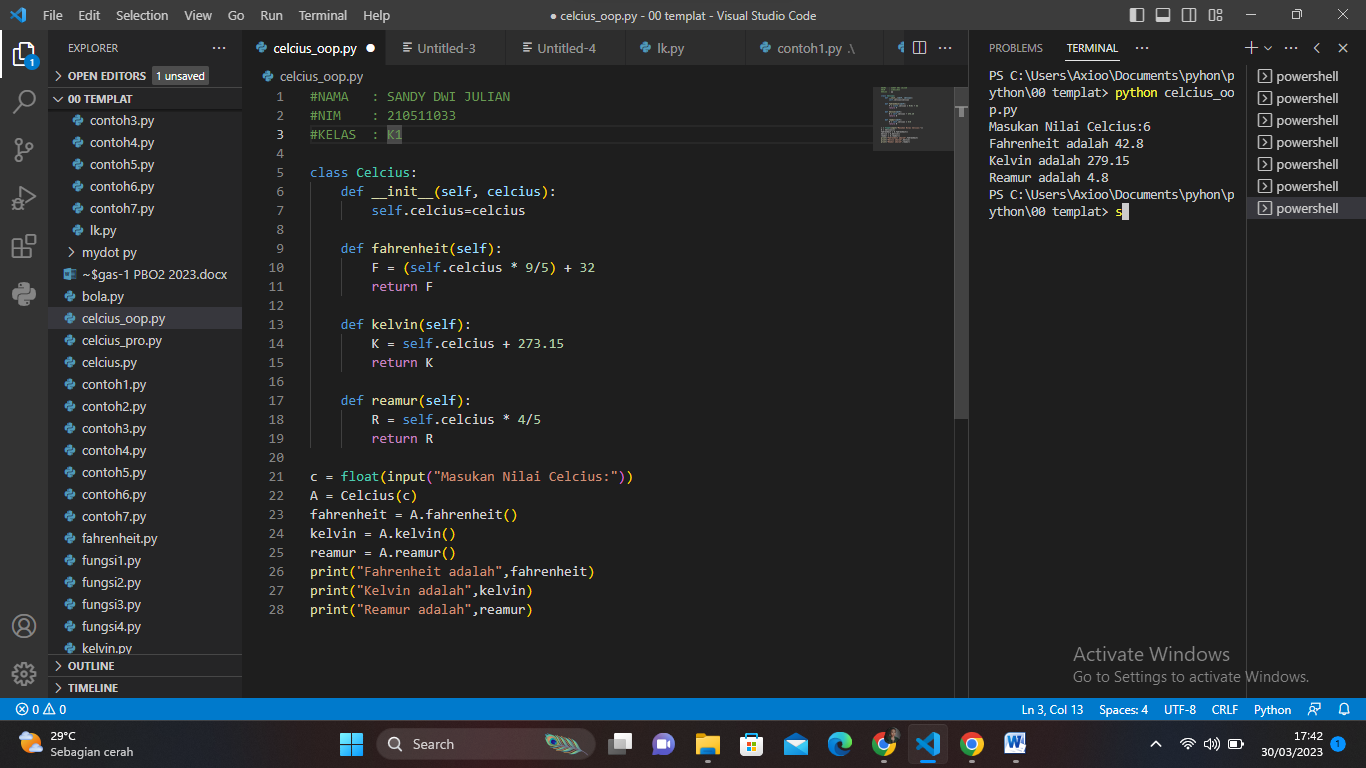 File Edit Selection View Go Run Terminal Help
● celcius_oop.py - 00 templat - Visual Studio Code
EXPLORER
OPEN EDITORS 1 unsaved
00 TEMPLAT
contoh3.py
contoh4.py
contoh5.py
contoh6.py
contoh7.py
lk.py
mydot py
~$gas-1 PBO2 2023.docx
bola.py
celcius_oop.py
celcius_pro.py
celcius.py
contoh1.py
contoh2.py
contoh3.py
contoh4.py
contoh5.py
contoh6.py
contoh7.py
fahrenheit.py
fungsi1.py
fungsi2.py
fungsi3.py
fungsi4.py
kelvin.py
OUTLINE
TIMELINE
celcius_oop.py ● Untitled-3 Untitled-4 lk.py contoh1.py .\
celcius_oop.py
1 #NAMA   : SANDY DWI JULIAN
2 #NIM    : 210511033
3 #KELAS  : K1
4
5 class Celcius:
6     def __init__(self, celcius):
7         self.celcius=celcius
8
9     def fahrenheit(self):
10         F = (self.celcius * 9/5) + 32
11         return F
12
13     def kelvin(self):
14         K = self.celcius + 273.15
15         return K
16
17     def reamur(self):
18         R = self.celcius * 4/5
19         return R
20
21 c = float(input("Masukan Nilai Celcius:"))
22 A = Celcius(c)
23 fahrenheit = A.fahrenheit()
24 kelvin = A.kelvin()
25 reamur = A.reamur()
26 print("Fahrenheit adalah",fahrenheit)
27 print("Kelvin adalah",kelvin)
28 print("Reamur adalah",reamur)
PROBLEMS TERMINAL
PS C:\Users\Axioo\Documents\pyhon\p
ython\00 templat> python celcius_oo
p.py
Masukan Nilai Celcius:6
Fahrenheit adalah 42.8
Kelvin adalah 279.15
Reamur adalah 4.8
PS C:\Users\Axioo\Documents\pyhon\p
ython\00 templat> s
powershell
powershell
powershell
powershell
powershell
powershell
powershell
Activate Windows
Go to Settings to activate Windows.
0 0 Ln 3, Col 13 Spaces: 4 UTF-8 CRLF Python
29°C
Sebagian cerah
Search
17:42
30/03/2023
1
1